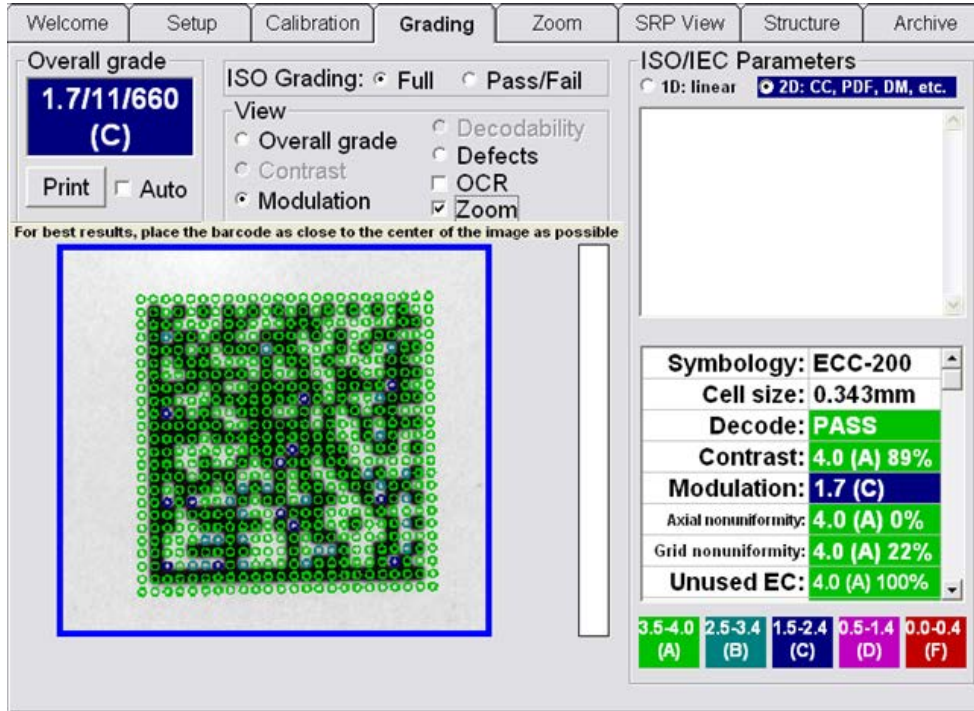 Welcome Setup Calibration Grading Zoom SRP View Structure Archive
Overall grade
1.7/11/660
(C)
Print Auto
ISO Grading: Full Pass/Fail
View
Overall grade
Contrast
Modulation
Decodability
Defects
OCR
Zoom
For best results, place the barcode as close to the center of the image as possible
ISO/IEC Parameters
1D: linear 2D: CC, PDF, DM, etc.
Symbology: ECC-200
Cell size: 0.343mm
Decode: PASS
Contrast: 4.0 (A) 89%
Modulation: 1.7 (C)
Axial nonuniformity: 4.0 (A) 0%
Grid nonuniformity: 4.0 (A) 22%
Unused EC: 4.0 (A) 100%
3.5-4.0 2.5-3.4 1.5-2.4 0.5-1.4 0.0-0.4
(A) (B) (C) (D) (F)